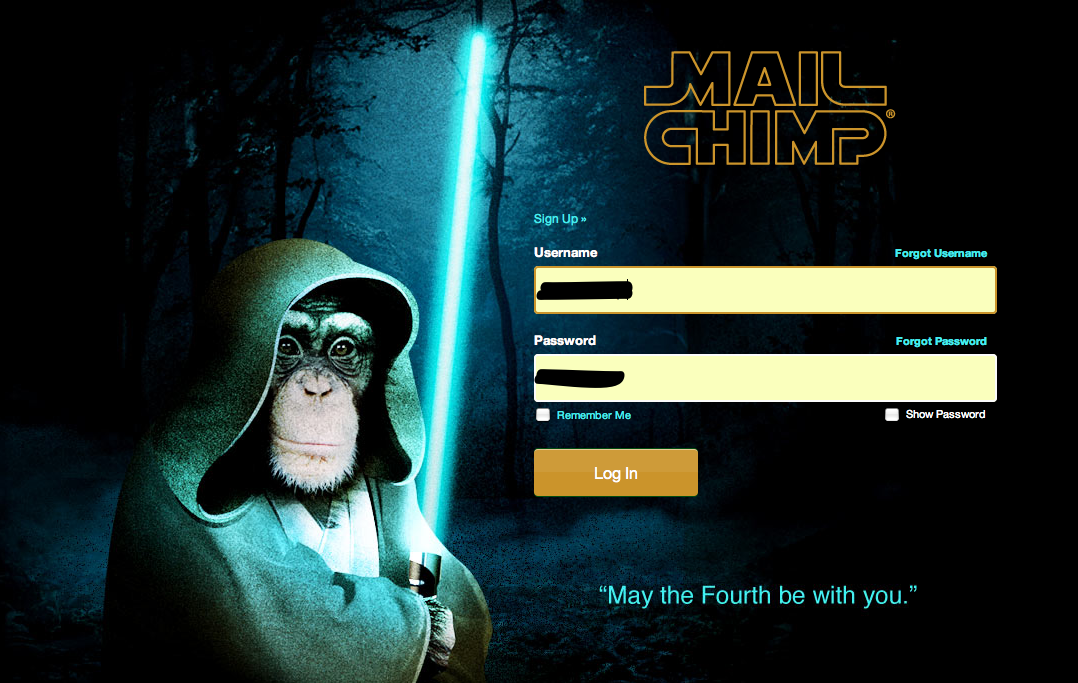 MAIL
CHIMP®
Sign Up »
Username
Forgot Username
Password
Forgot Password
Remember Me
Show Password
Log In
“May the Fourth be with you.”